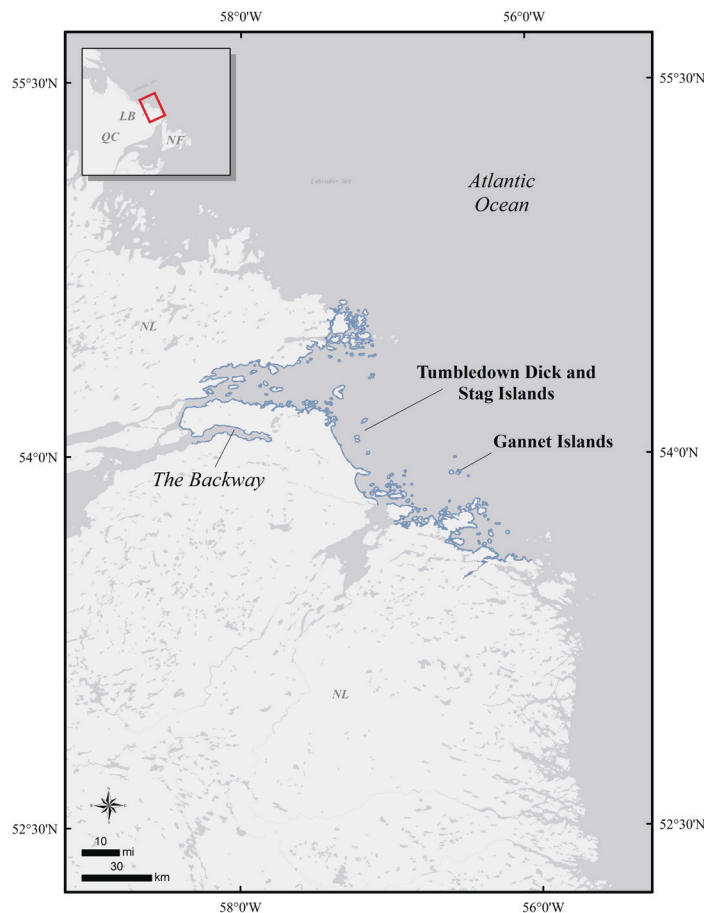 58°0'W
56°0'W
55°30'N
55°30'N
LB
QC
NF
Labrador Sea
Atlantic
Ocean
NL
Tumbledown Dick and
Stag Islands
Gannet Islands
54°0'N
54°0'N
The Backway
NL
52°30'N
52°30'N
10
mi
30
km
58°0'W
56°0'W